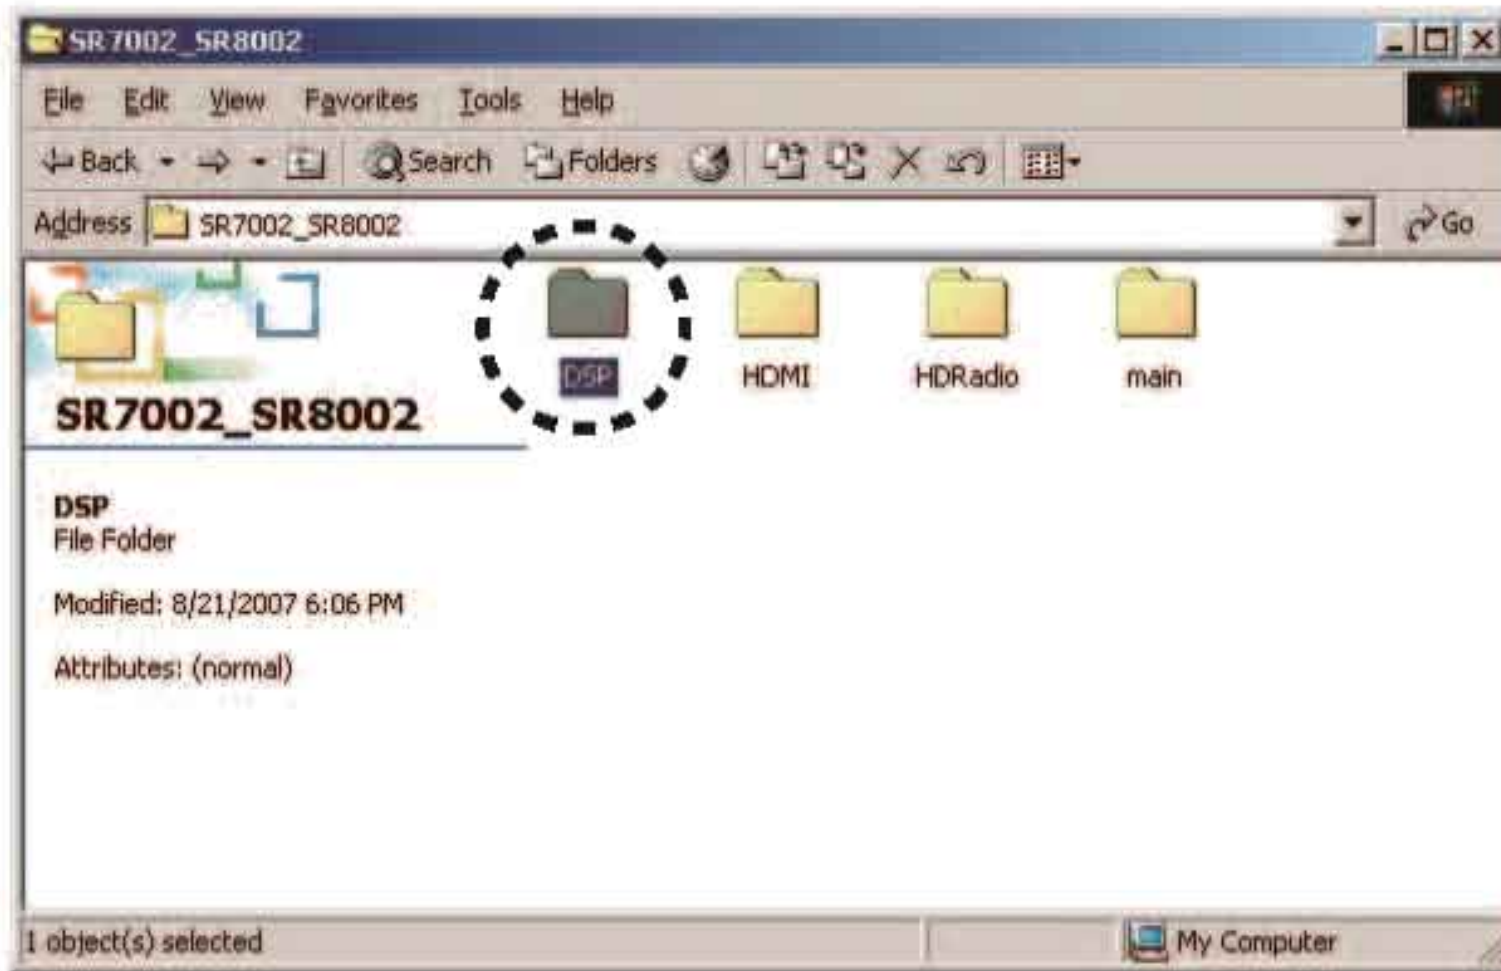 SR7002_SR8002
File Edit View Favorites Tools Help
Back Search Folders
Address SR7002_SR8002 Go
DSP HDMI HDRadio main
SR7002_SR8002
DSP
File Folder
Modified: 8/21/2007 6:06 PM
Attributes: (normal)
1 object(s) selected My Computer